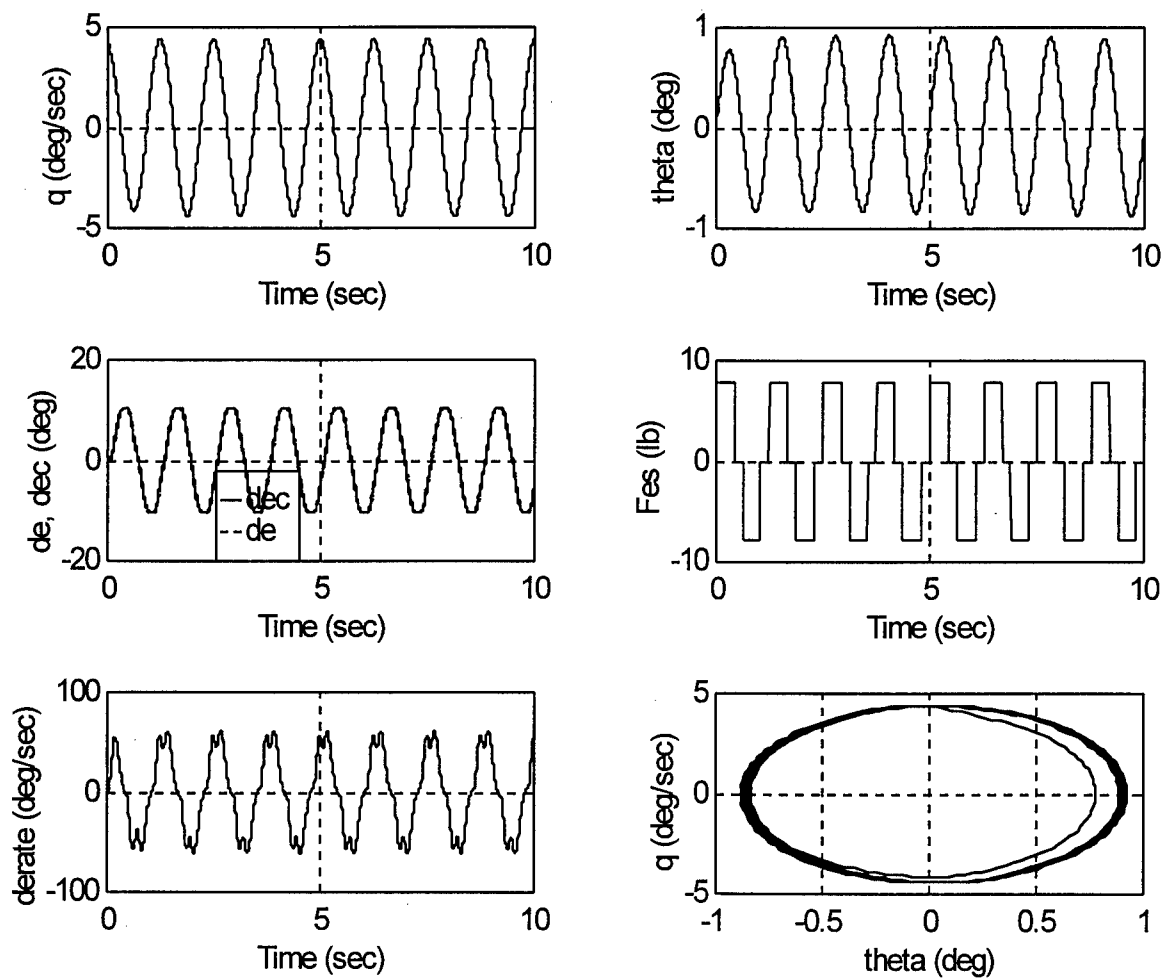 5
0
-5
q (deg/sec)
0
5
10
Time (sec)
1
0
-1
theta (deg)
0
5
10
Time (sec)
20
0
-20
de, dec (deg)
dec
de
0
5
10
Time (sec)
10
0
-10
Fes (lb)
0
5
10
Time (sec)
100
0
-100
derate (deg/sec)
0
5
10
Time (sec)
5
0
-5
q (deg/sec)
-1
-0.5
0
0.5
1
theta (deg)